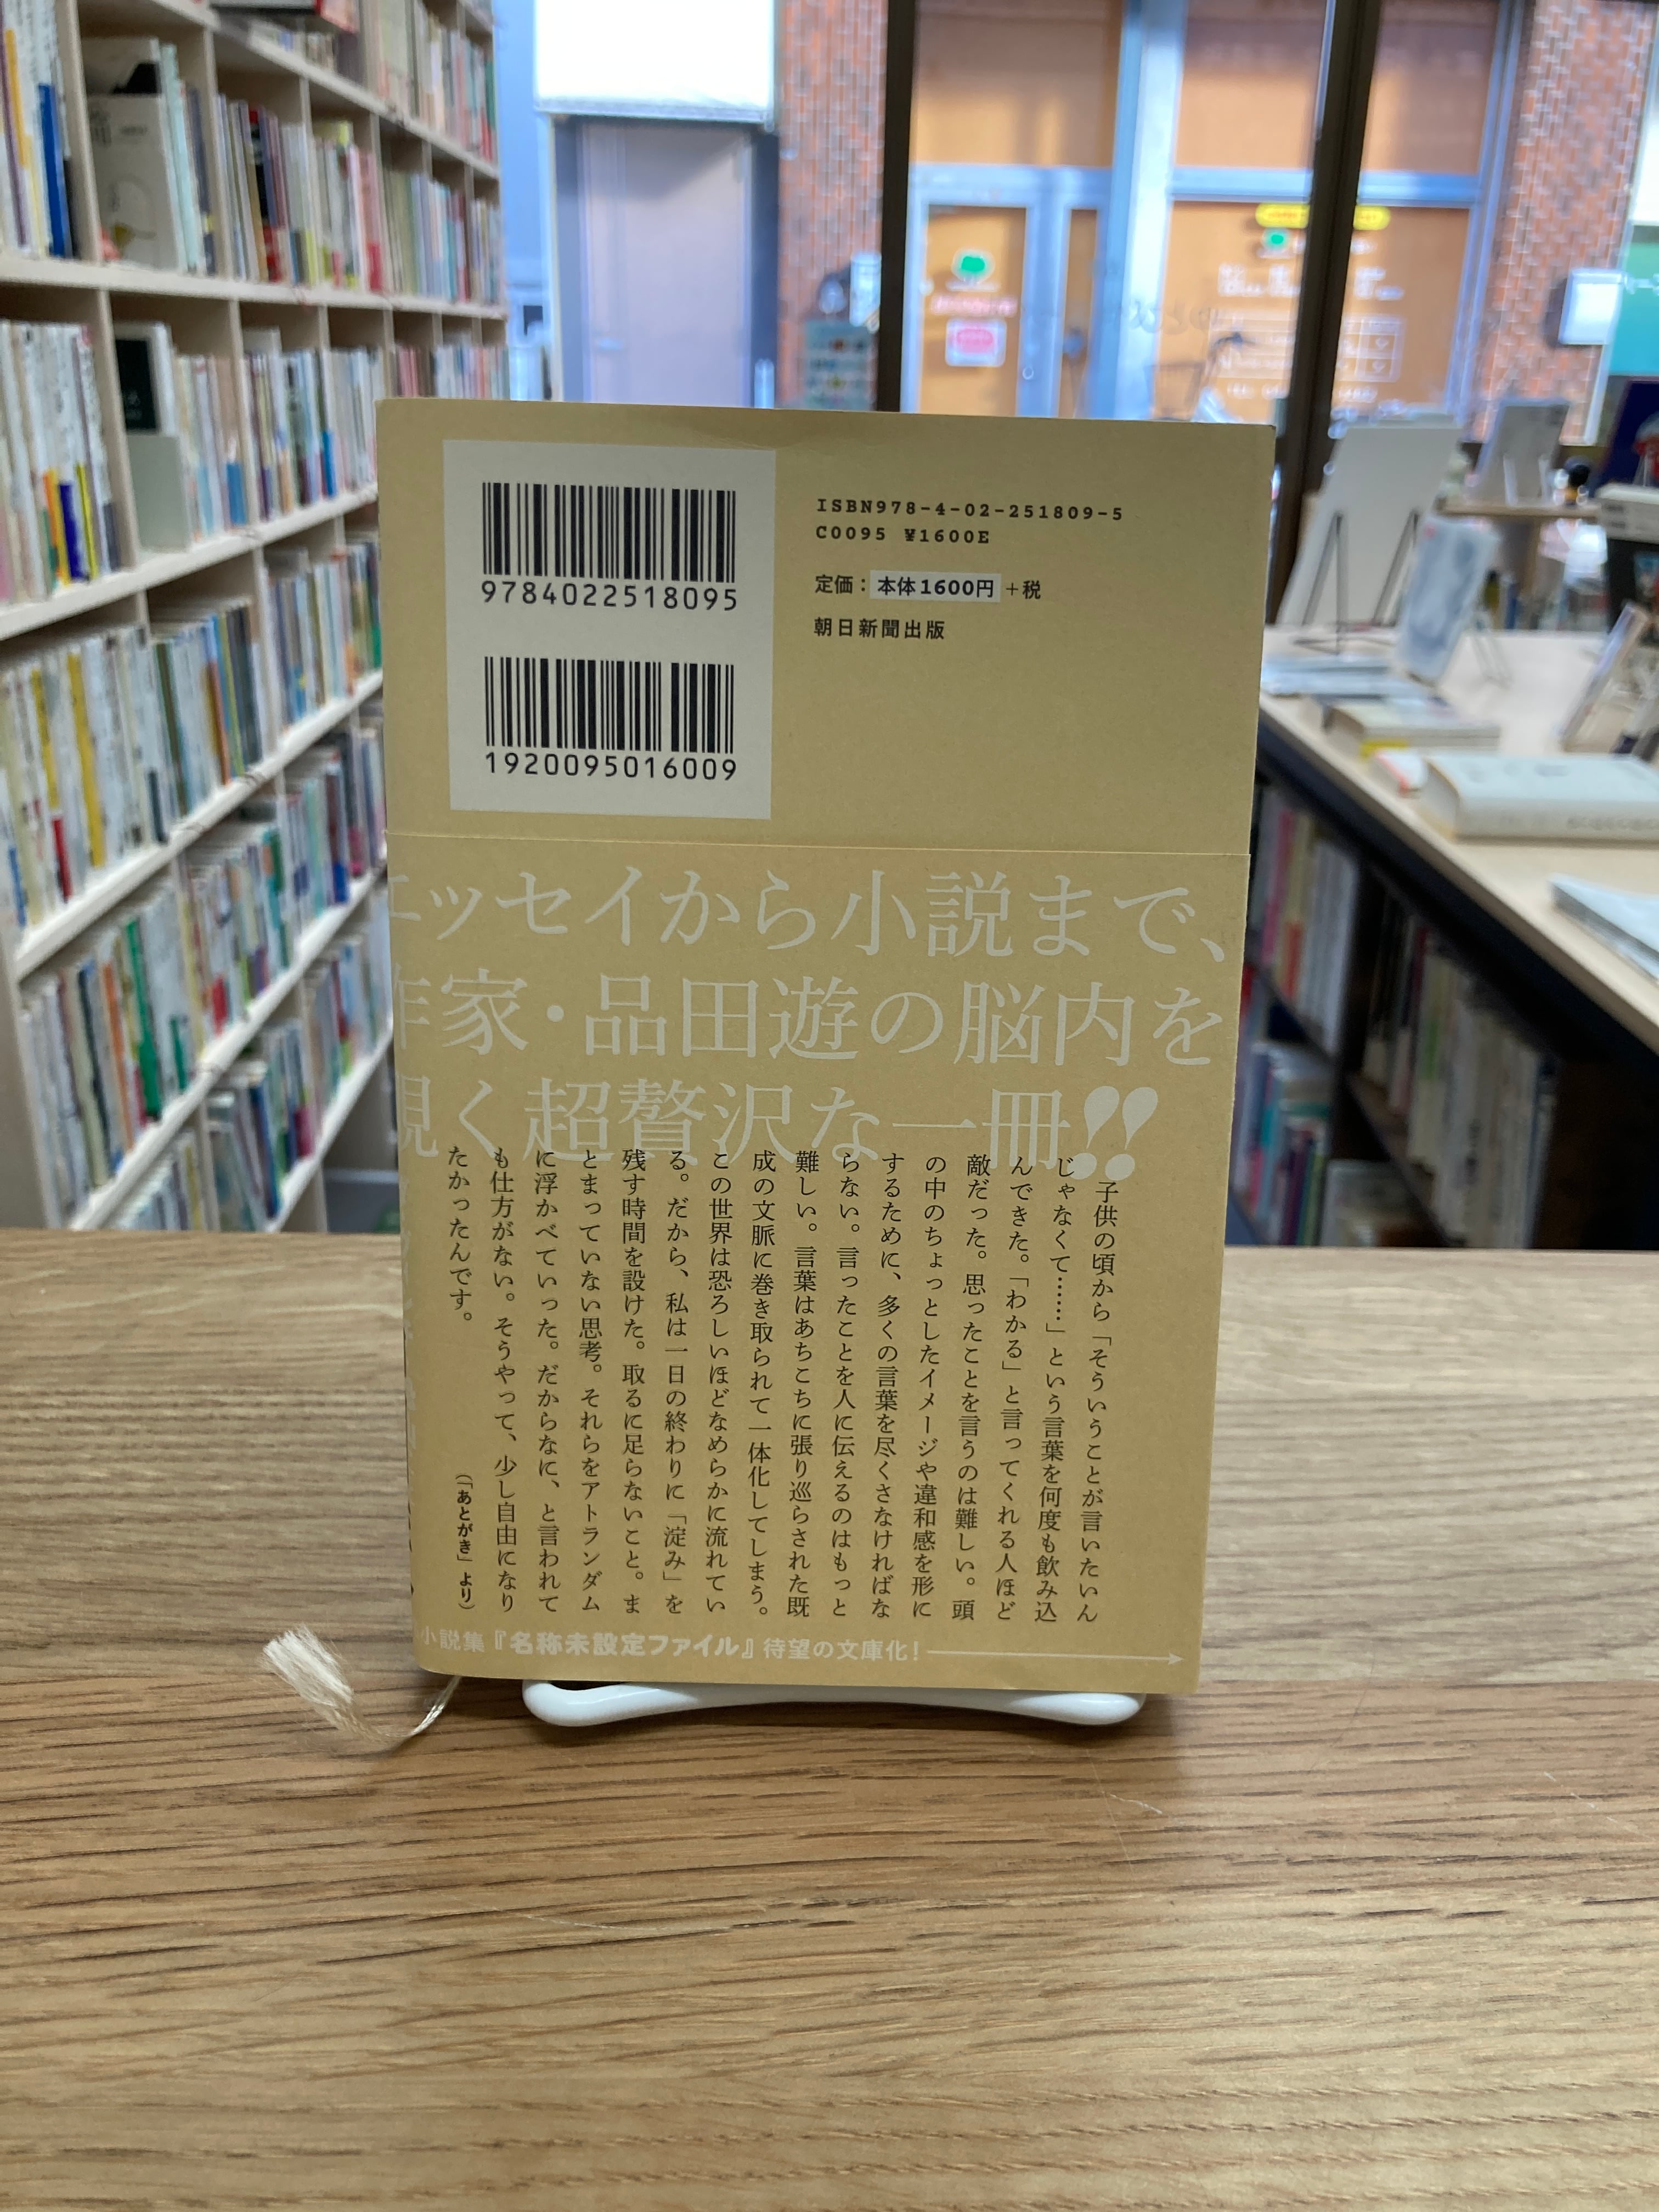 9784022518095
1920095016009
ISBN978-4-02-251809-5
C0095 ¥1600E
定価：本体1600円+税
朝日新聞出版
エッセイから小説まで、
作家・品田遊の脳内を
覗く超贅沢な一冊!!
子供の頃から「そういうことが言いたいん
じゃなくて……」という言葉を何度も飲み込
んできた。「わかる」と言ってくれる人ほど
敵だった。思ったことを言うのは難しい。頭
の中のちょっとしたイメージや違和感を形に
するために、多くの言葉を尽くさなければな
らない。言ったことを人に伝えるのはもっと
難しい。言葉はあちこちに張り巡らされた既
成の文脈に巻き取られて一体化してしまう。
この世界は恐ろしいほどなめらかに流れてい
る。だから、私は一日の終わりに「淀み」を
残す時間を設けた。取るに足らないこと。ま
とまっていない思考。それらをアトランダム
に浮かべていった。だからなに、と言われて
も仕方がない。そうやって、少し自由になり
たかったんです。
（「あとがき」より）
小説集『名称未設定ファイル』待望の文庫化！